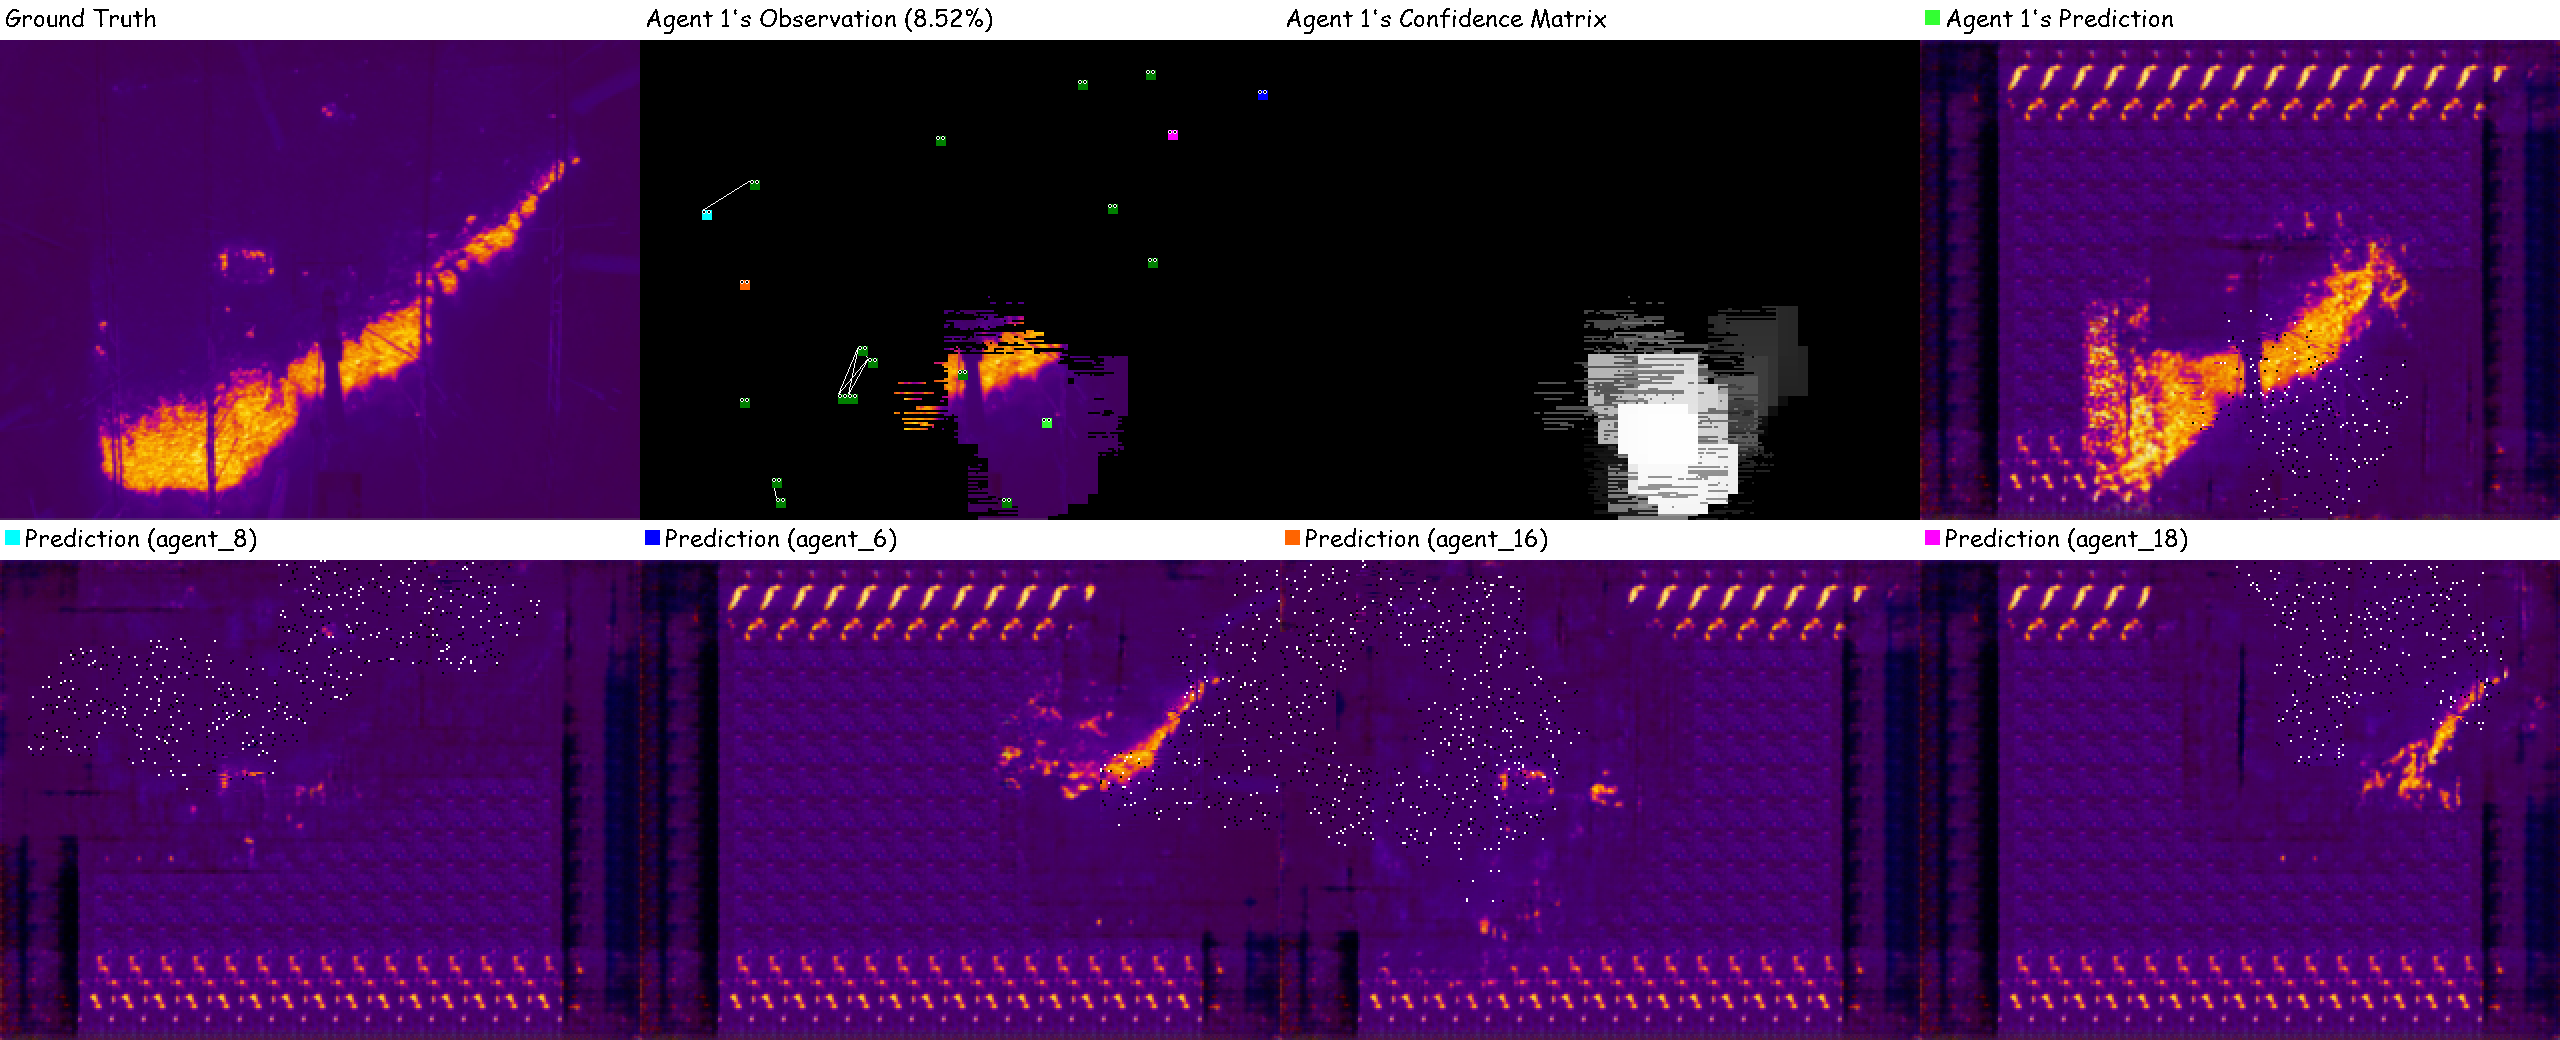 Ground Truth
Agent 1's Observation (8.52%)
Agent 1's Confidence Matrix
Agent 1's Prediction
Prediction (agent_8)
Prediction (agent_6)
Prediction (agent_16)
Prediction (agent_18)